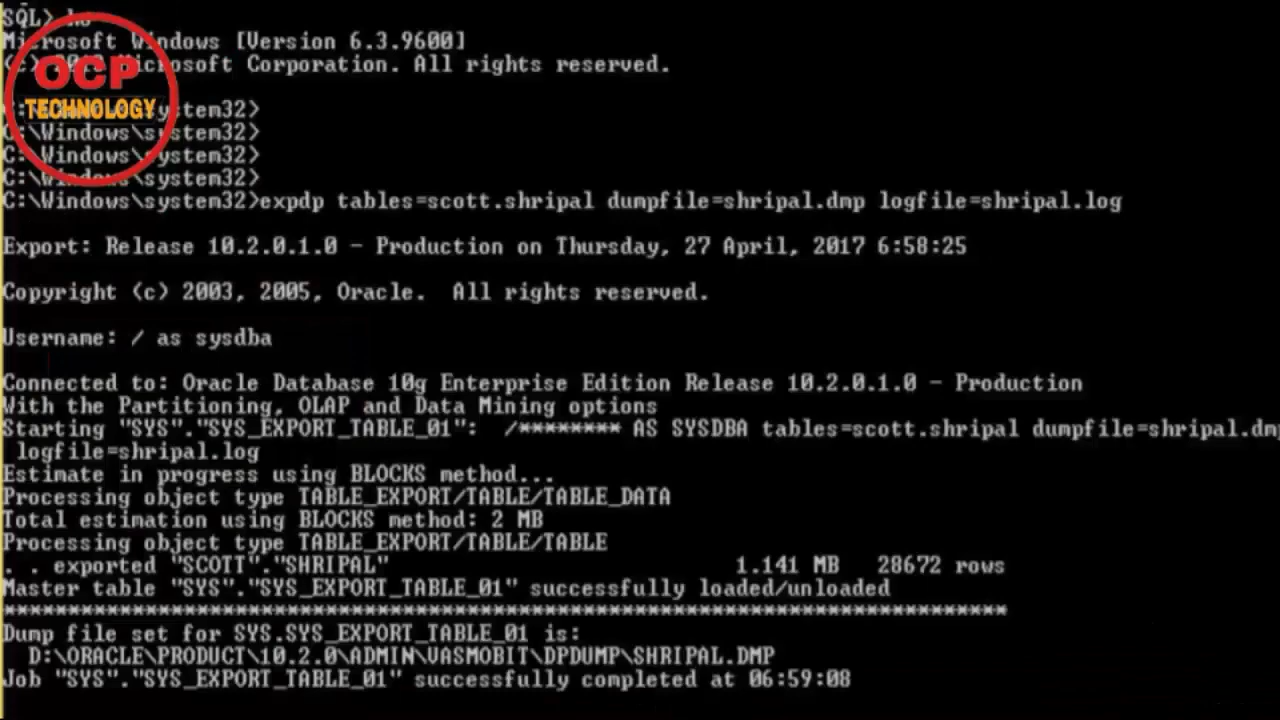 SQL> ho
Microsoft Windows [Version 6.3.9600]
(c) 2013 Microsoft Corporation. All rights reserved.
OCP
TECHNOLOGY
C:\Windows\system32>
C:\Windows\system32>
C:\Windows\system32>
C:\Windows\system32>
C:\Windows\system32>expdp tables=scott.shripal dumpfile=shripal.dmp logfile=shripal.log
Export: Release 10.2.0.1.0 - Production on Thursday, 27 April, 2017 6:58:25
Copyright (c) 2003, 2005, Oracle.  All rights reserved.
Username: / as sysdba
Connected to: Oracle Database 10g Enterprise Edition Release 10.2.0.1.0 - Production
With the Partitioning, OLAP and Data Mining options
Starting "SYS"."SYS_EXPORT_TABLE_01":  /******** AS SYSDBA tables=scott.shripal dumpfile=shripal.dmp
logfile=shripal.log
Estimate in progress using BLOCKS method...
Processing object type TABLE_EXPORT/TABLE/TABLE_DATA
Total estimation using BLOCKS method: 2 MB
Processing object type TABLE_EXPORT/TABLE/TABLE
. . exported "SCOTT"."SHRIPAL"                           1.141 MB   28672 rows
Master table "SYS"."SYS_EXPORT_TABLE_01" successfully loaded/unloaded
******************************************************************************
Dump file set for SYS.SYS_EXPORT_TABLE_01 is:
  D:\ORACLE\PRODUCT\10.2.0\ADMIN\VASMOBIT\DPDUMP\SHRIPAL.DMP
Job "SYS"."SYS_EXPORT_TABLE_01" successfully completed at 06:59:08